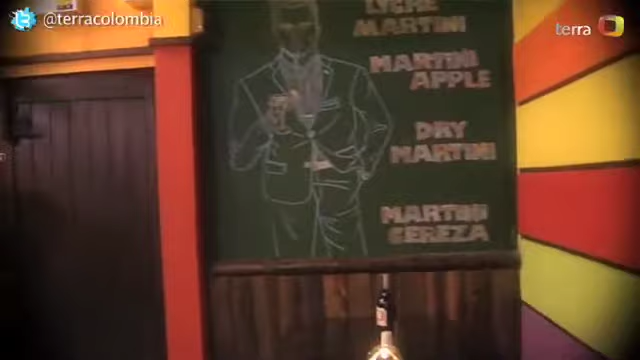 @terracolombia
terra
LYCHE
MARTINI
MARTINI
APPLE
DRY
MARTINI
MARTINI
CEREZA